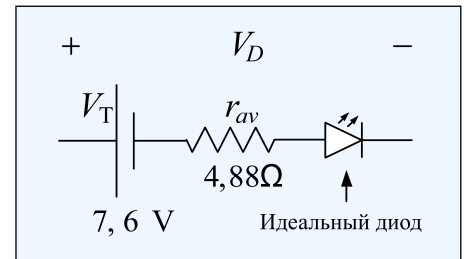 + V_D −
V_T r_av
4,88Ω
7, 6 V Идеальный диод